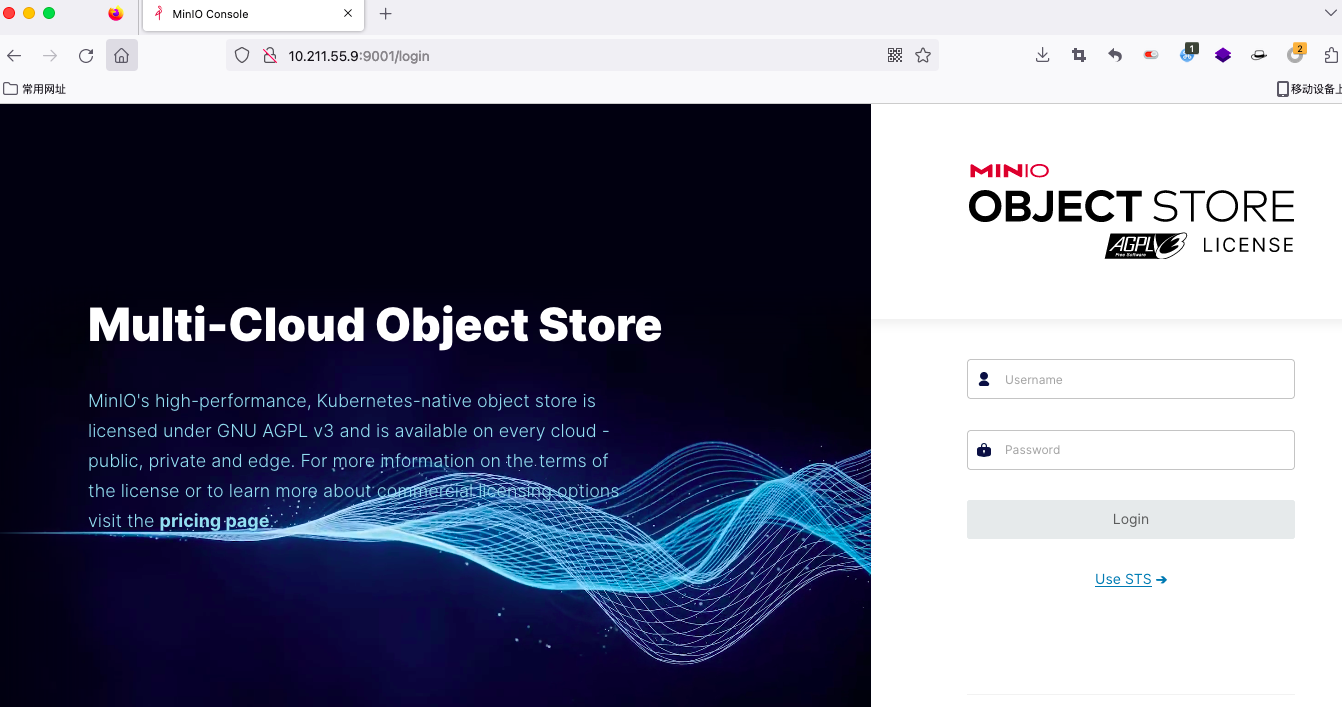 MinIO Console
10.211.55.9:9001/login
1
2
常用网址
移动设备上
MINIO
OBJECT STORE
AGPL v3
Free Software
LICENSE
Multi-Cloud Object Store
MinIO's high-performance, Kubernetes-native object store is
licensed under GNU AGPL v3 and is available on every cloud -
public, private and edge. For more information on the terms of
the license or to learn more about commercial licensing options
visit the pricing page.
Username
Password
Login
Use STS ➔